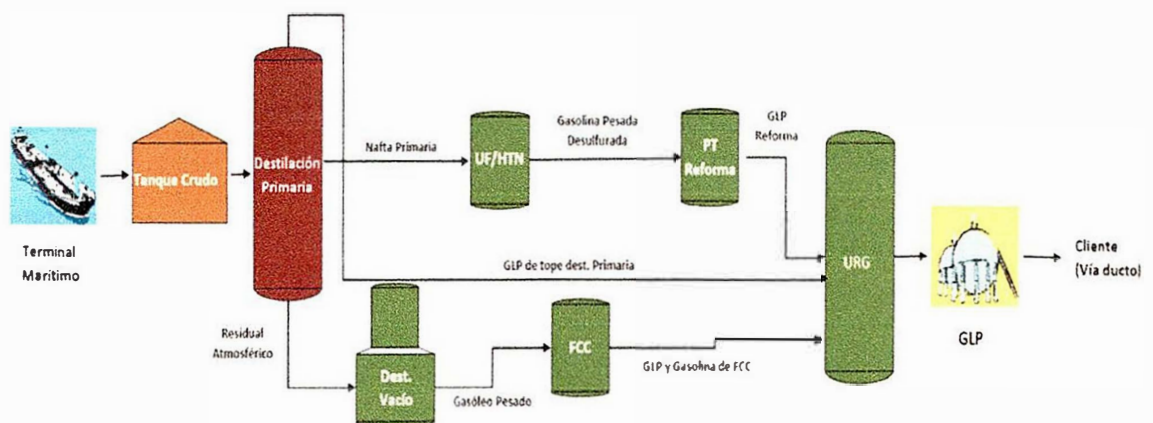 Terminal
Marítimo
Tanque Crudo
Destilación
Primaria
Nafta Primaria
UF/HTN
Gasolina Pesada
Desulfurada
PT
Reforma
GLP
Reforma
GLP de tope dest. Primaria
Residual
Atmosférico
Dest.
Vacío
Gasóleo Pesado
FCC
GLP y Gasolina de FCC
URG
GLP
Cliente
(Vía ducto)